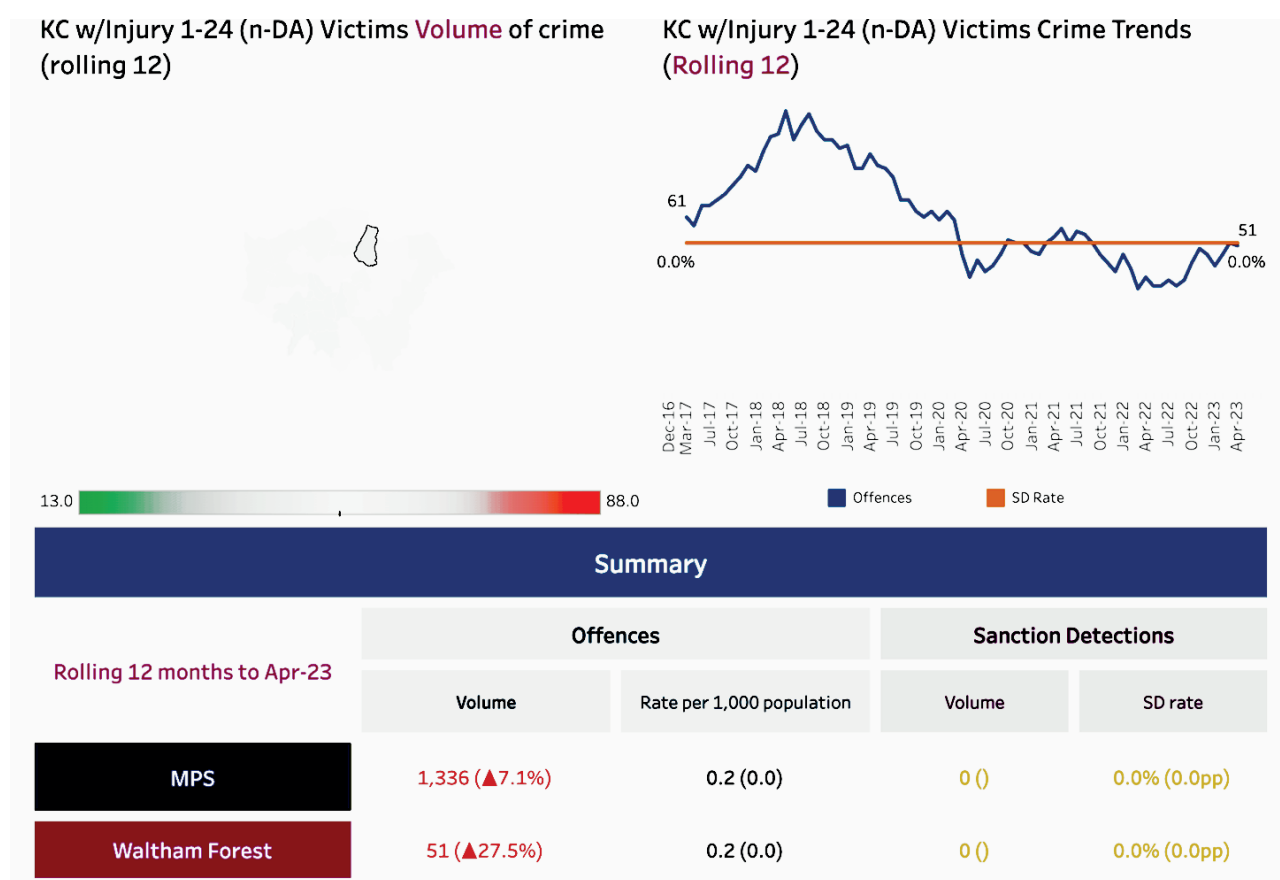 KC w/Injury 1-24 (n-DA) Victims Volume of crime
(rolling 12)
KC w/Injury 1-24 (n-DA) Victims Crime Trends
(Rolling 12)
61
0.0%
51
0.0%
Dec-16
Mar-17
Jul-17
Oct-17
Jan-18
Apr-18
Jul-18
Oct-18
Jan-19
Apr-19
Jul-19
Oct-19
Jan-20
Apr-20
Jul-20
Oct-20
Jan-21
Apr-21
Jul-21
Oct-21
Jan-22
Apr-22
Jul-22
Oct-22
Jan-23
Apr-23
13.0
88.0
Offences
SD Rate
Summary
Rolling 12 months to Apr-23
Offences
Sanction Detections
Volume
Rate per 1,000 population
Volume
SD rate
MPS
1,336 (▲7.1%)
0.2 (0.0)
0 ()
0.0% (0.0pp)
Waltham Forest
51 (▲27.5%)
0.2 (0.0)
0 ()
0.0% (0.0pp)